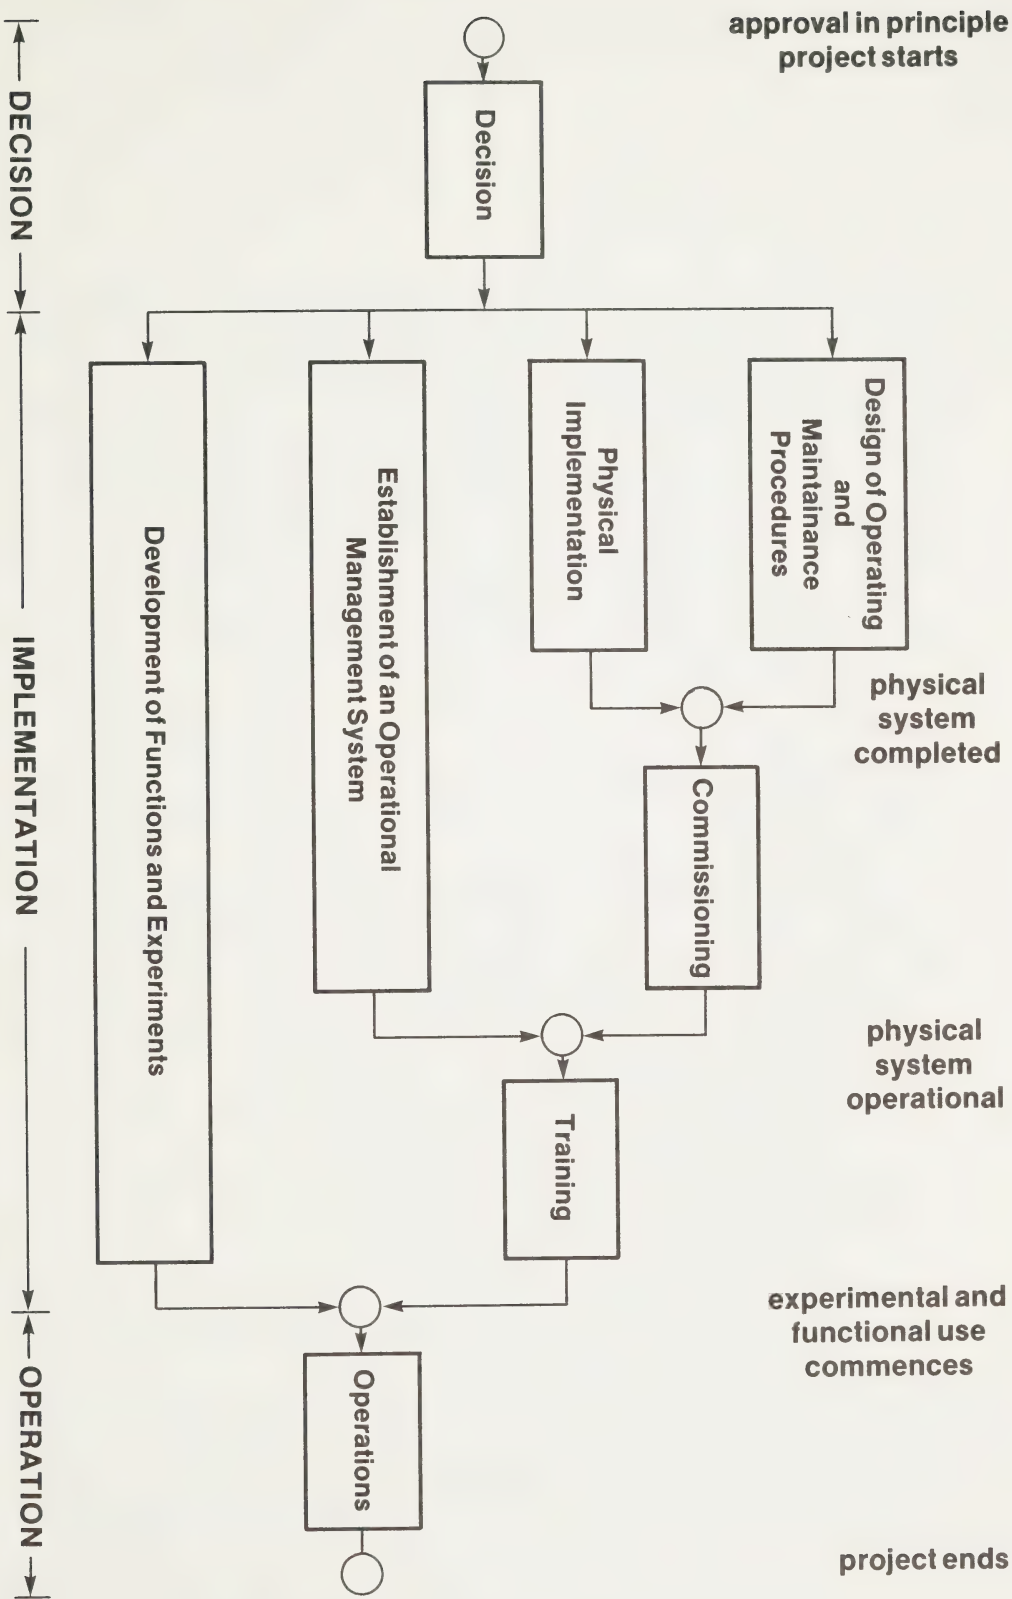 approval in principle
project starts
DECISION
Decision
Design of Operating
and
Maintainance
Procedures
Physical
Implementation
Establishment of an Operational
Management System
Development of Functions and Experiments
IMPLEMENTATION
physical
system
completed
Commissioning
physical
system
operational
Training
experimental and
functional use
commences
OPERATION
Operations
project ends